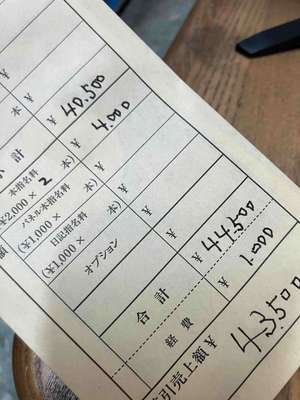 本 ¥
小計 ¥ 40.500
本指名料
(¥2,000 × 2 本) ¥ 4.000
パネル本指名料
(¥1,000 × 本) ¥
日記指名料
(¥1,000 × 本) ¥
オプション ¥
合計 ¥ 44.500
経費 ¥ 1.000
引売上額 ¥ 43.500